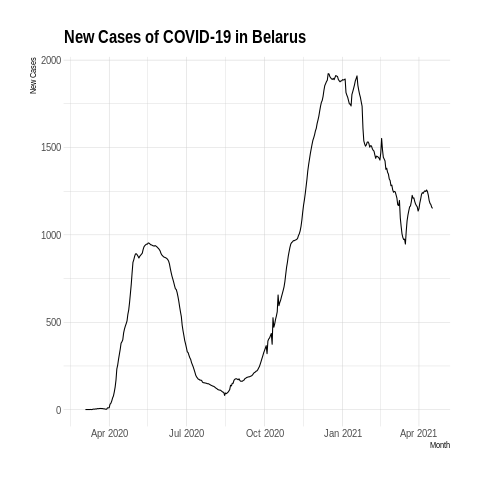 New Cases of COVID-19 in Belarus
New Cases
2000
1500
1000
500
0
Apr 2020 Jul 2020 Oct 2020 Jan 2021 Apr 2021
Month